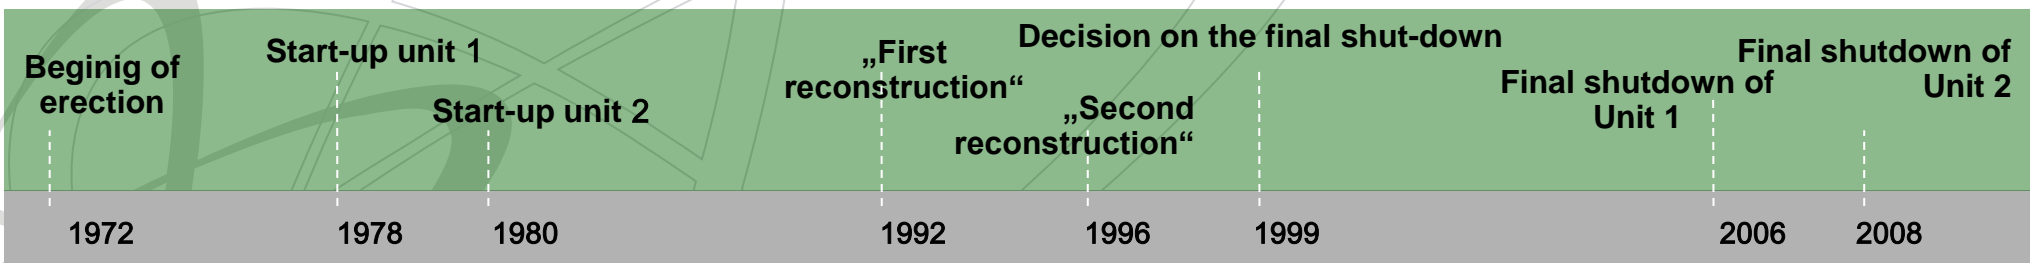 Beginig of
erection
Start-up unit 1
Start-up unit 2
„First
reconstruction“
„Second
reconstruction“
Decision on the final shut-down
Final shutdown of
Unit 1
Final shutdown of
Unit 2
1972
1978
1980
1992
1996
1999
2006
2008